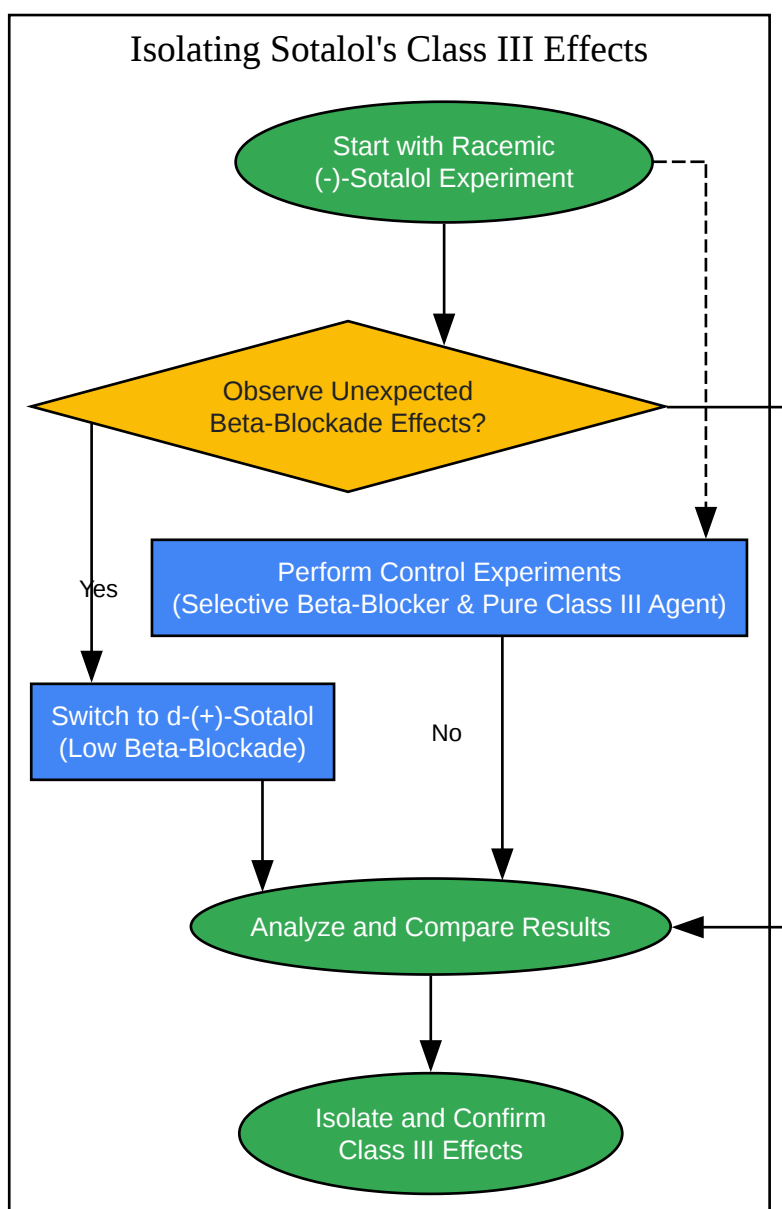 Isolating Sotalol's Class III Effects
Start with Racemic
(-)-Sotalol Experiment
Observe Unexpected
Beta-Blockade Effects?
Perform Control Experiments
(Selective Beta-Blocker & Pure Class III Agent)
Yes
Switch to d-(+)-Sotalol
(Low Beta-Blockade)
No
Analyze and Compare Results
Isolate and Confirm
Class III Effects